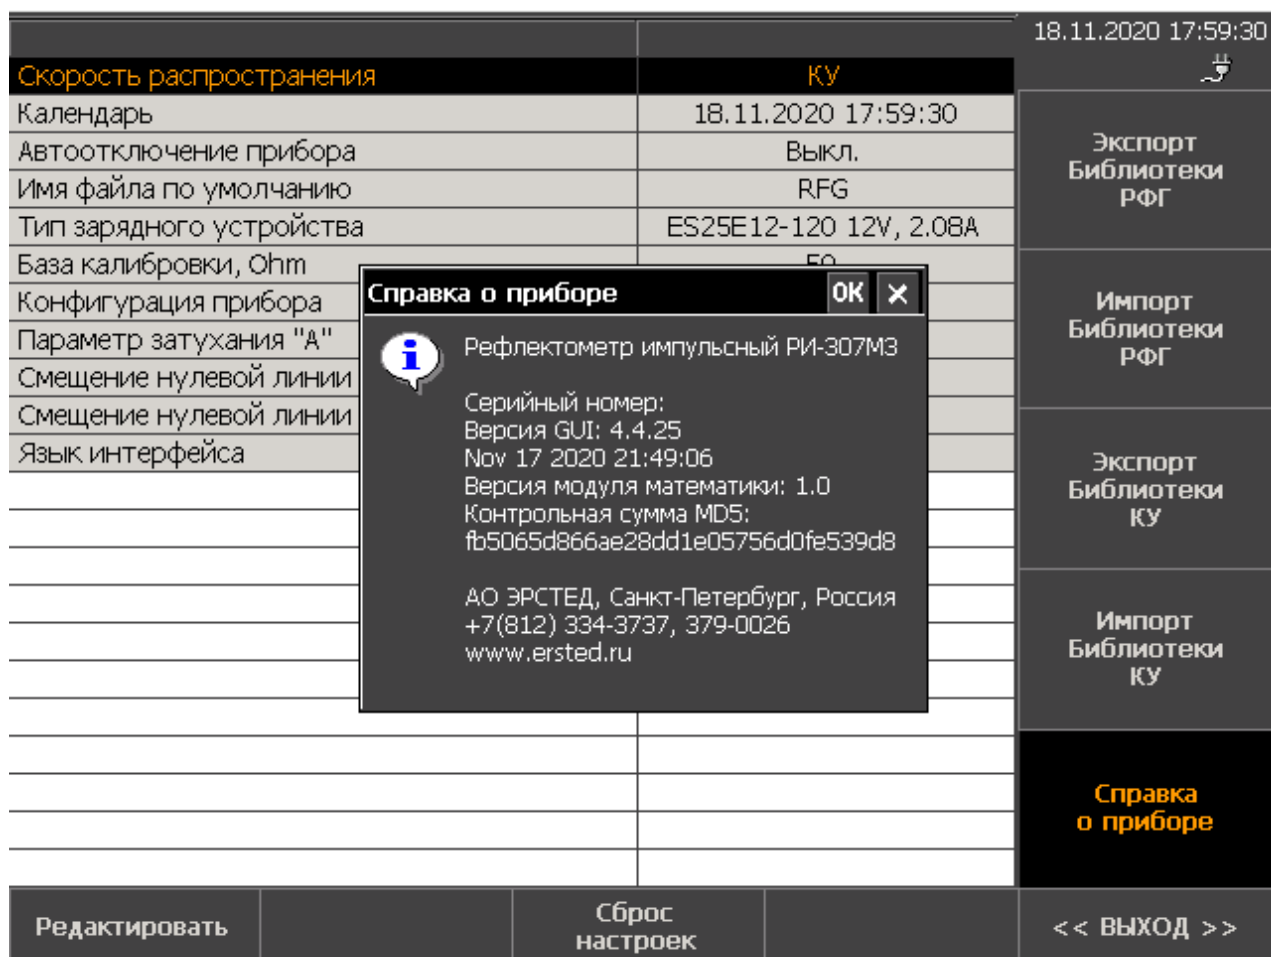 18.11.2020 17:59:30
Скорость распространения КУ
Календарь 18.11.2020 17:59:30
Автоотключение прибора Выкл.
Имя файла по умолчанию RFG
Тип зарядного устройства ES25E12-120 12V, 2.08A
База калибровки, Ohm 50
Конфигурация прибора
Параметр затухания "А"
Смещение нулевой линии
Смещение нулевой линии
Язык интерфейса
Справка о приборе OK
Рефлектометр импульсный РИ-307М3
Серийный номер:
Версия GUI: 4.4.25
Nov 17 2020 21:49:06
Версия модуля математики: 1.0
Контрольная сумма MD5:
fb5065d866ae28dd1e05756d0fe539d8
АО ЭРСТЕД, Санкт-Петербург, Россия
+7(812) 334-3737, 379-0026
www.ersted.ru
Экспорт
Библиотеки
РФГ
Импорт
Библиотеки
РФГ
Экспорт
Библиотеки
КУ
Импорт
Библиотеки
КУ
Справка
о приборе
Редактировать
Сброс
настроек
<< ВЫХОД >>